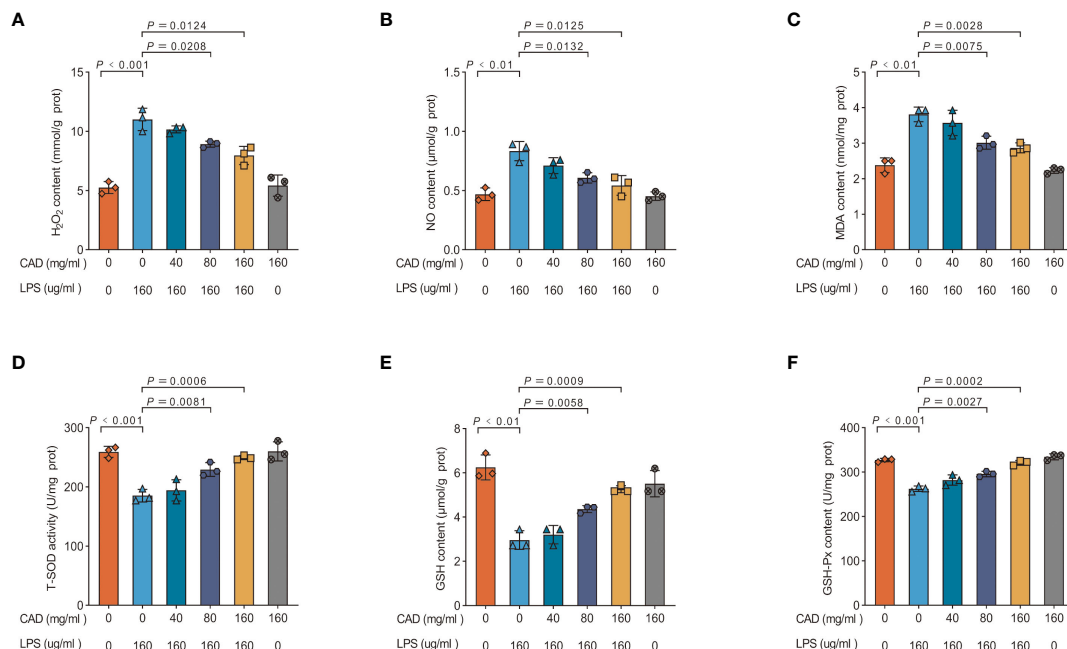 A
P = 0.0124
P = 0.0208
P < 0.001
H₂O₂ content (mmol/g prot)
15
10
5
0
CAD (mg/ml) 0 0 40 80 160 160
LPS (ug/ml) 0 160 160 160 160 0
B
P = 0.0125
P = 0.0132
P < 0.01
NO content (μmol/g prot)
1.5
1.0
0.5
0.0
CAD (mg/ml) 0 0 40 80 160 160
LPS (ug/ml) 0 160 160 160 160 0
C
P = 0.0028
P = 0.0075
P < 0.01
MDA content (nmol/mg prot)
5
4
3
2
1
0
CAD (mg/ml) 0 0 40 80 160 160
LPS (ug/ml) 0 160 160 160 160 0
D
P = 0.0006
P = 0.0081
P < 0.001
T-SOD activity (U/mg prot)
300
200
100
0
CAD (mg/ml) 0 0 40 80 160 160
LPS (ug/ml) 0 160 160 160 160 0
E
P = 0.0009
P = 0.0058
P < 0.01
GSH content (μmol/g prot)
8
6
4
2
0
CAD (mg/ml) 0 0 40 80 160 160
LPS (ug/ml) 0 160 160 160 160 0
F
P = 0.0002
P = 0.0027
P < 0.001
GSH-Px content (U/mg prot)
400
300
200
100
0
CAD (mg/ml) 0 0 40 80 160 160
LPS (ug/ml) 0 160 160 160 160 0